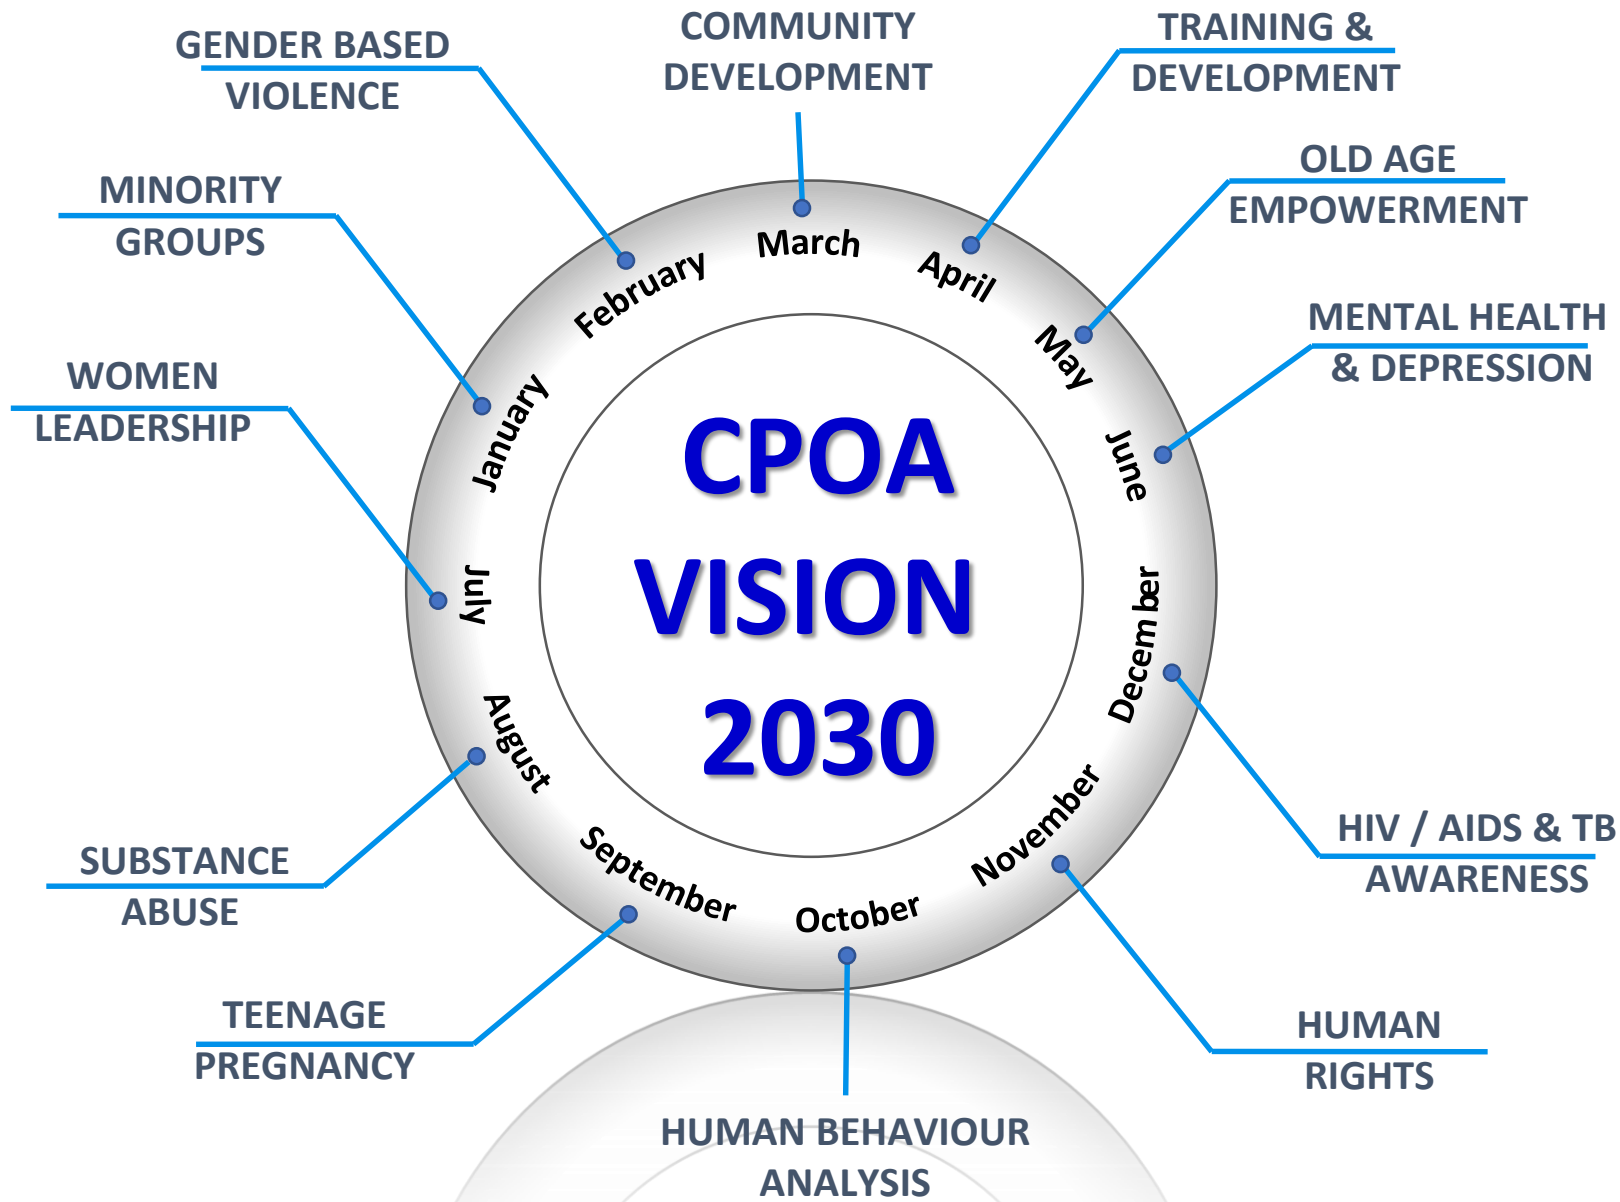 GENDER BASED
VIOLENCE
COMMUNITY
DEVELOPMENT
TRAINING &
DEVELOPMENT
MINORITY
GROUPS
OLD AGE
EMPOWERMENT
WOMEN
LEADERSHIP
MENTAL HEALTH
& DEPRESSION
January
February
March
April
May
June
July
August
September
October
November
December
CPOA
VISION
2030
SUBSTANCE
ABUSE
HIV / AIDS & TB
AWARENESS
TEENAGE
PREGNANCY
HUMAN
RIGHTS
HUMAN BEHAVIOUR
ANALYSIS